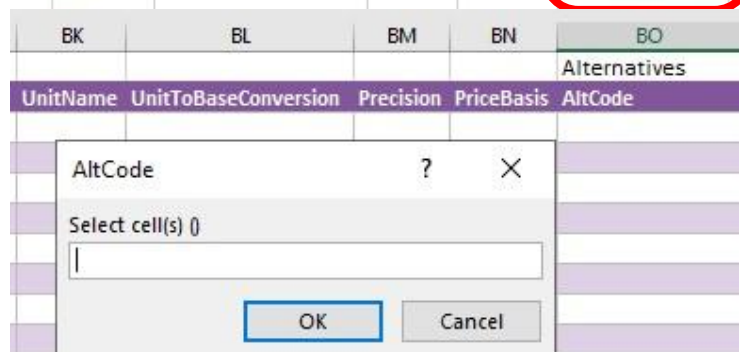 BK BL BM BN BO
Alternatives
UnitName UnitToBaseConversion Precision PriceBasis AltCode
AltCode ? ×
Select cell(s) ()
OK Cancel